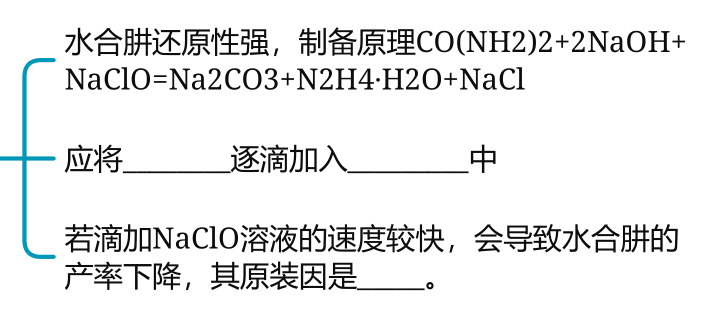 水合肼还原性强，制备原理CO(NH2)2+2NaOH+
NaClO=Na2CO3+N2H4·H2O+NaCl
应将________逐滴加入_________中
若滴加NaClO溶液的速度较快，会导致水合肼的
产率下降，其原装因是_____。